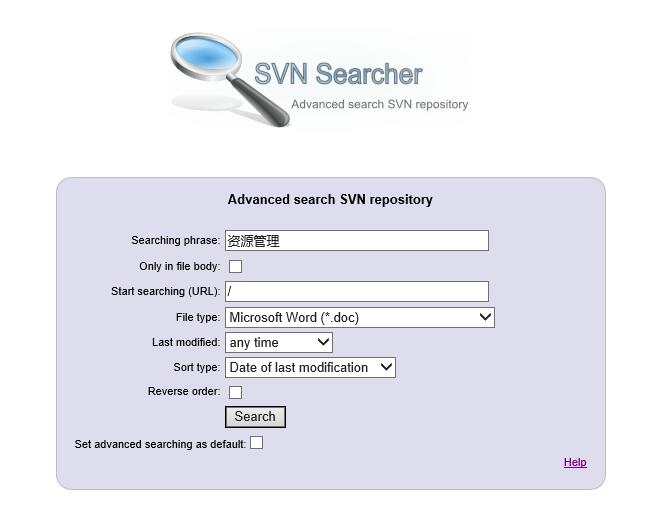 SVN Searcher
Advanced search SVN repository
Advanced search SVN repository
Searching phrase: 资源管理
Only in file body:
Start searching (URL): /
File type: Microsoft Word (*.doc)
Last modified: any time
Sort type: Date of last modification
Reverse order:
Search
Set advanced searching as default:
Help